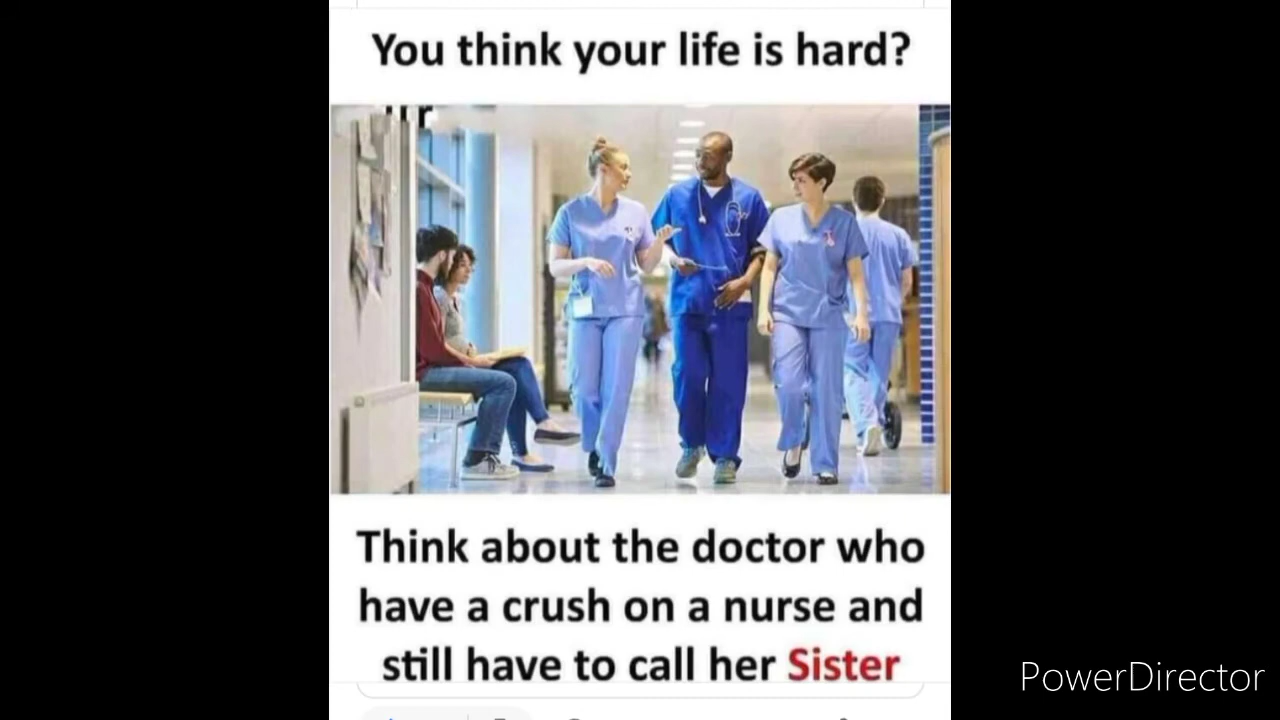 You think your life is hard?
Think about the doctor who
have a crush on a nurse and
still have to call her Sister
PowerDirector